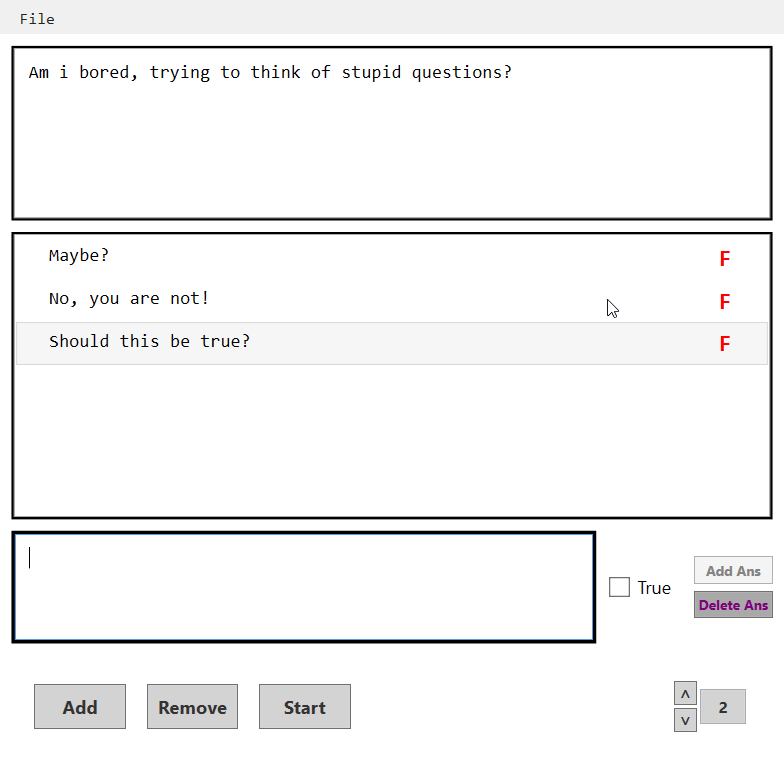 File
Am i bored, trying to think of stupid questions?
Maybe? F
No, you are not! F
Should this be true? F
True
Add Ans
Delete Ans
Add Remove Start
2